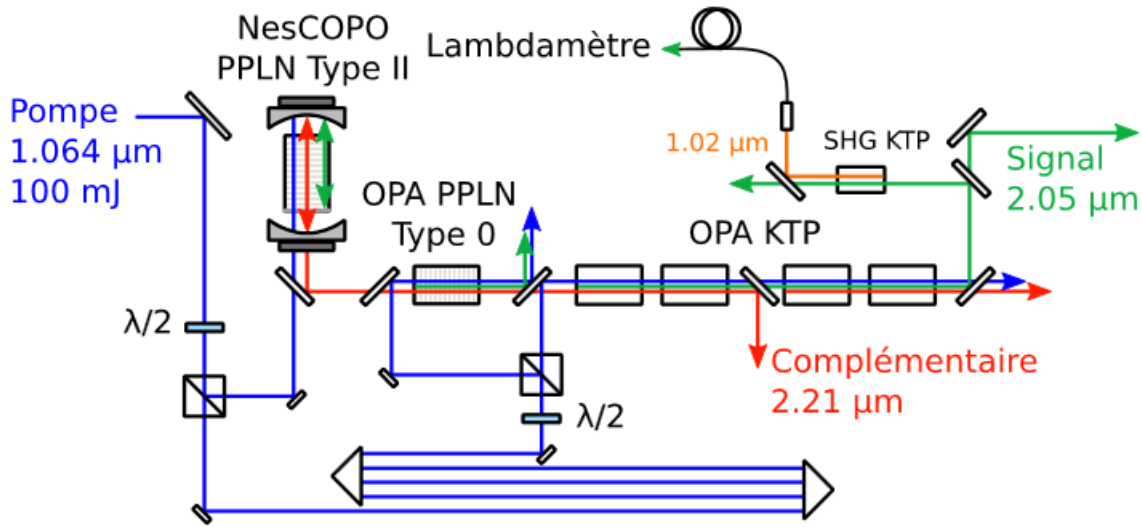 NesCOPO
PPLN Type II
Lambdamètre
Pompe
1.064 µm
100 mJ
1.02 µm
SHG KTP
Signal
2.05 µm
OPA PPLN
Type 0
OPA KTP
λ/2
Complémentaire
2.21 µm
λ/2